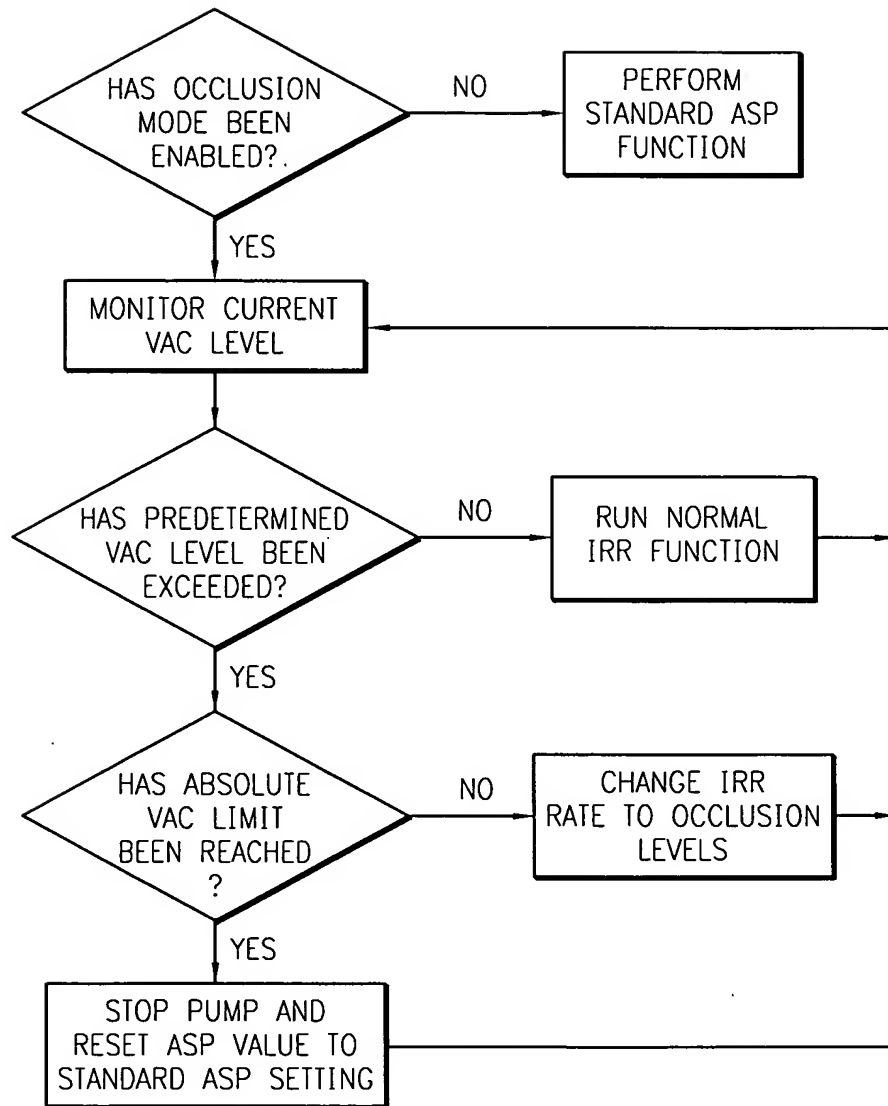 HAS OCCLUSION
MODE BEEN
ENABLED?.
NO
PERFORM
STANDARD ASP
FUNCTION
YES
MONITOR CURRENT
VAC LEVEL
HAS PREDETERMINED
VAC LEVEL BEEN
EXCEEDED?
NO
RUN NORMAL
IRR FUNCTION
YES
HAS ABSOLUTE
VAC LIMIT
BEEN REACHED
?
NO
CHANGE IRR
RATE TO OCCLUSION
LEVELS
YES
STOP PUMP AND
RESET ASP VALUE TO
STANDARD ASP SETTING